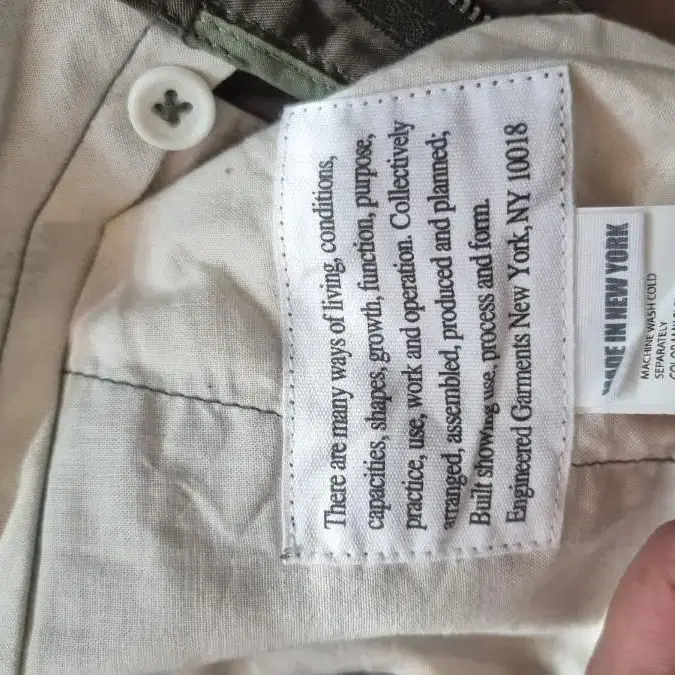 There are many ways of living, conditions,
capacities, shapes, growth, function, purpose,
practice, use, work and operation. Collectively
arranged, assembled, produced and planned;
Built showing use, process and form.
Engineered Garments New York, NY 10018
MADE IN NEW YORK
MACHINE WASH COLD
SEPARATELY